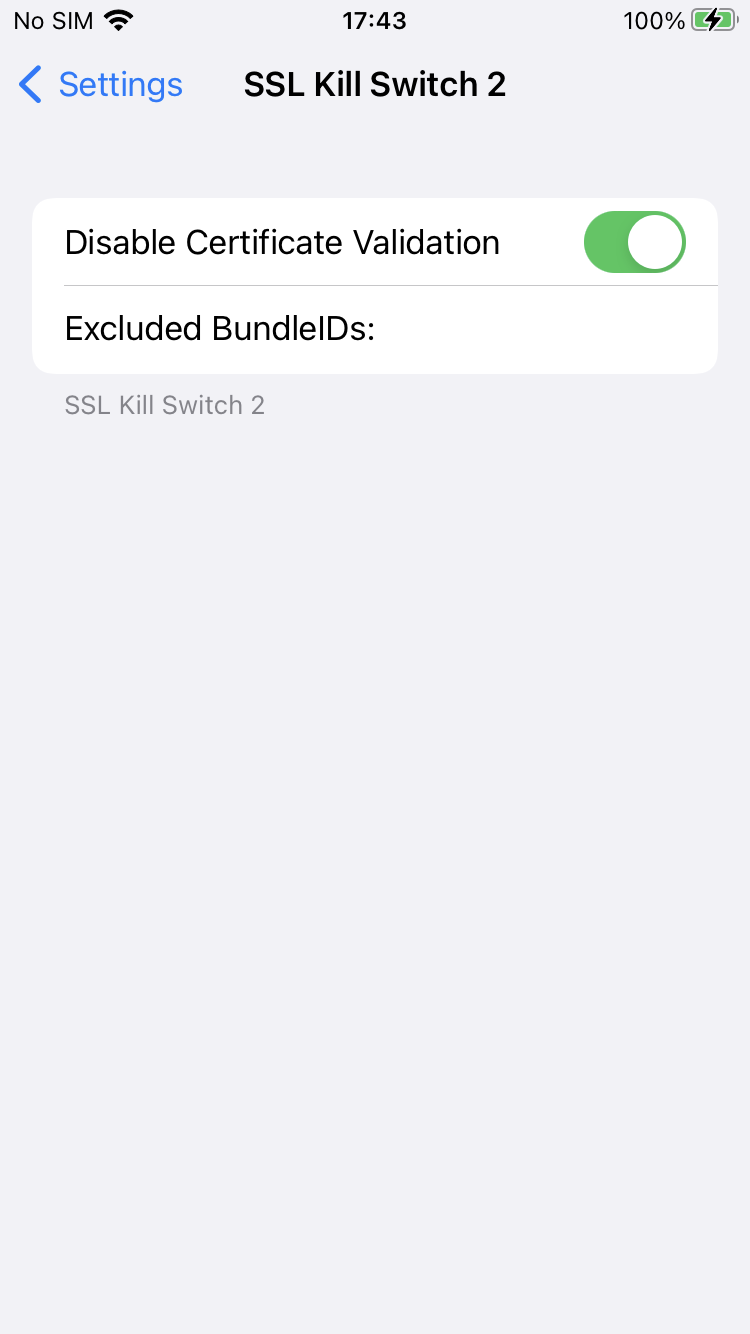 No SIM 17:43 100%
Settings SSL Kill Switch 2
Disable Certificate Validation
Excluded BundleIDs:
SSL Kill Switch 2